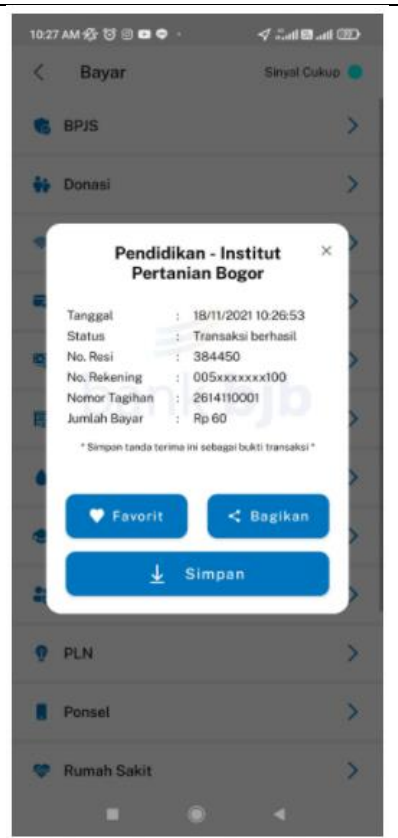 10:27 AM
Bayar
Sinyal Cukup
BPJS
Donasi
Pendidikan - Institut
Pertanian Bogor
Tanggal : 18/11/2021 10:26:53
Status : Transaksi berhasil
No. Resi : 384450
No. Rekening : 005xxxxxxx100
Nomor Tagihan : 2614110001
Jumlah Bayar : Rp 60
* Simpan tanda terima ini sebagai bukti transaksi *
bank bjb
Favorit
Bagikan
Simpan
PLN
Ponsel
Rumah Sakit